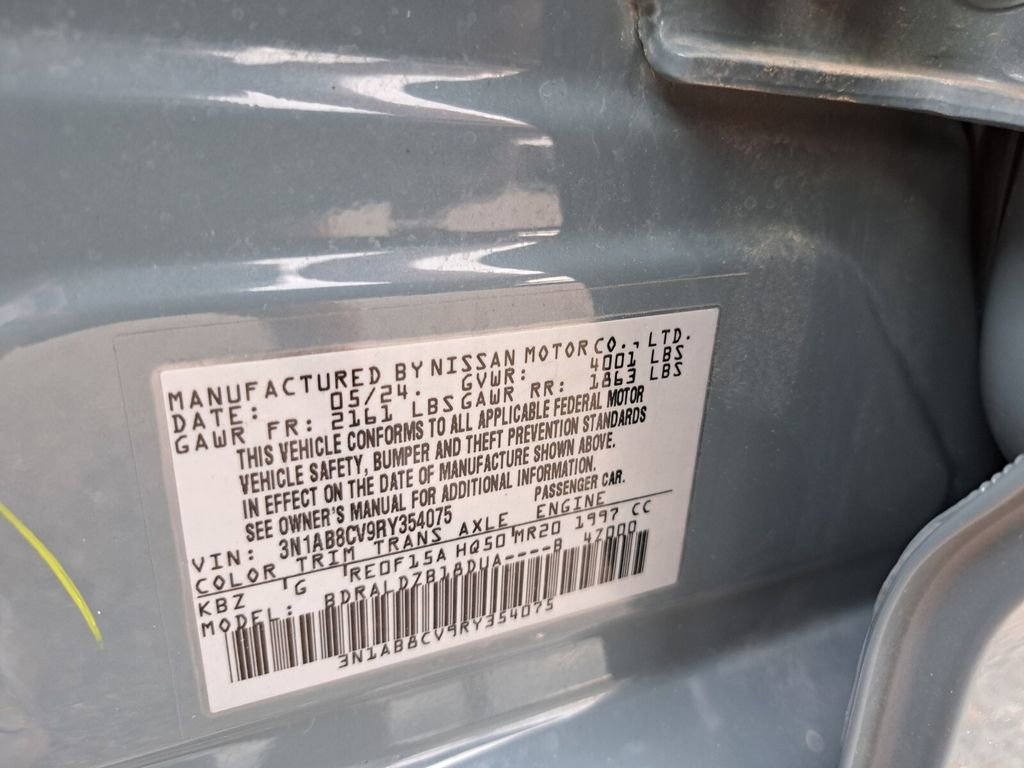 MANUFACTURED BY NISSAN MOTOR CO., LTD.
DATE: 05/24. GVWR: 4001 LBS
GAWR FR: 2161 LBS GAWR RR: 1863 LBS
THIS VEHICLE CONFORMS TO ALL APPLICABLE FEDERAL MOTOR
VEHICLE SAFETY, BUMPER AND THEFT PREVENTION STANDARDS
IN EFFECT ON THE DATE OF MANUFACTURE SHOWN ABOVE.
SEE OWNER'S MANUAL FOR ADDITIONAL INFORMATION.
VIN: 3N1AB8CV9RY354075 PASSENGER CAR.
COLOR TRIM TRANS AXLE ENGINE
KBZ G RE0F15A HQ50 MR20 1997 CC
MODEL: BDRALDZB18DUA----B 47000
3N1AB8CV9RY354075